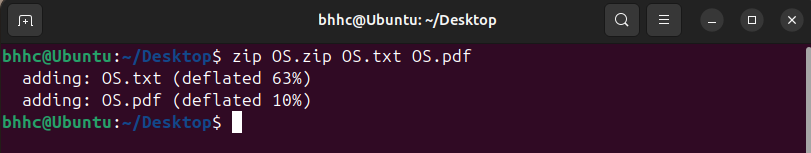 bhhc@Ubuntu: ~/Desktop
bhhc@Ubuntu:~/Desktop$ zip OS.zip OS.txt OS.pdf
  adding: OS.txt (deflated 63%)
  adding: OS.pdf (deflated 10%)
bhhc@Ubuntu:~/Desktop$